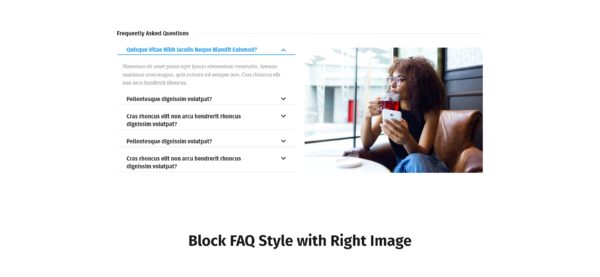 Frequently Asked Questions
Quisque Vitae Nibh Iaculis Neque Blandit Euismod?
Maecenas sit amet purus eget ipsum elementum venenatis. Aenean
maximus urna magna, quis rutrum mi semper non. Cras rhoncus elit
non arcu hendrerit rhoncus.
Pellentesque dignissim volutpat?
Cras rhoncus elit non arcu hendrerit rhoncus
dignissim volutpat?
Pellentesque dignissim volutpat?
Cras rhoncus elit non arcu hendrerit rhoncus
dignissim volutpat?
Block FAQ Style with Right Image